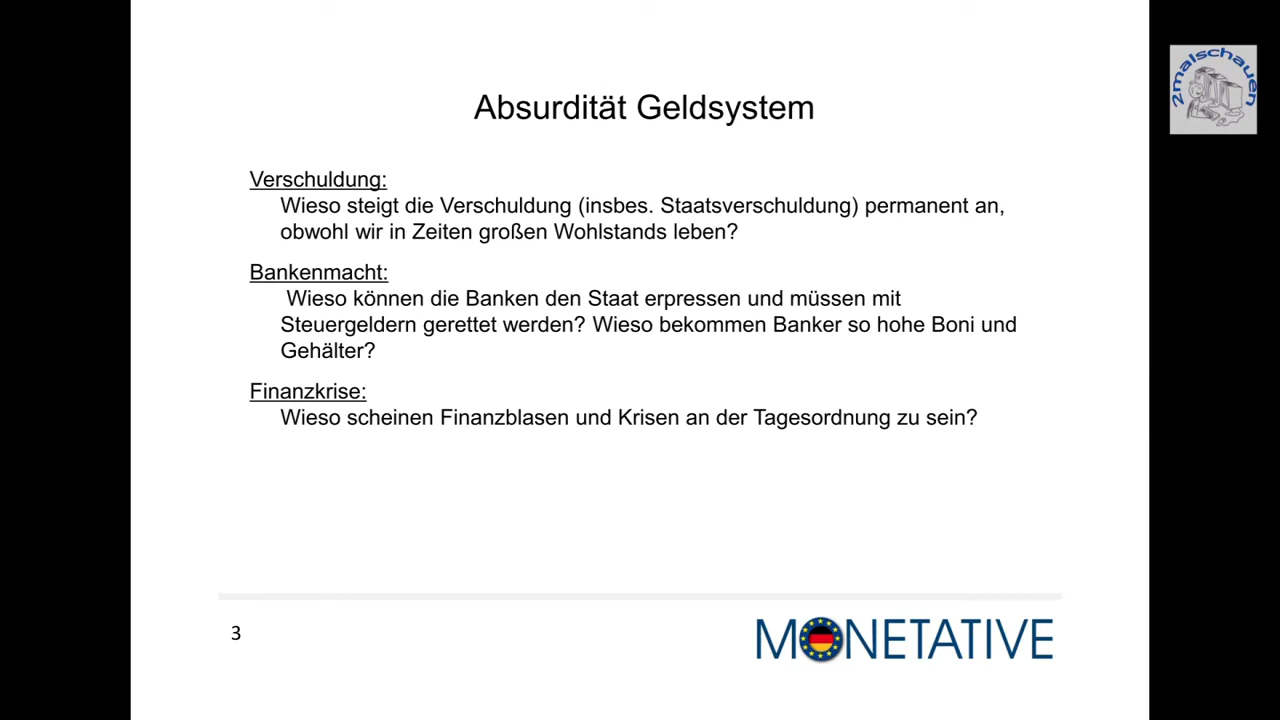 2malschauen
Absurdität Geldsystem
Verschuldung:
Wieso steigt die Verschuldung (insbes. Staatsverschuldung) permanent an,
obwohl wir in Zeiten großen Wohlstands leben?
Bankenmacht:
Wieso können die Banken den Staat erpressen und müssen mit
Steuergeldern gerettet werden? Wieso bekommen Banker so hohe Boni und
Gehälter?
Finanzkrise:
Wieso scheinen Finanzblasen und Krisen an der Tagesordnung zu sein?
3
MONETATIVE